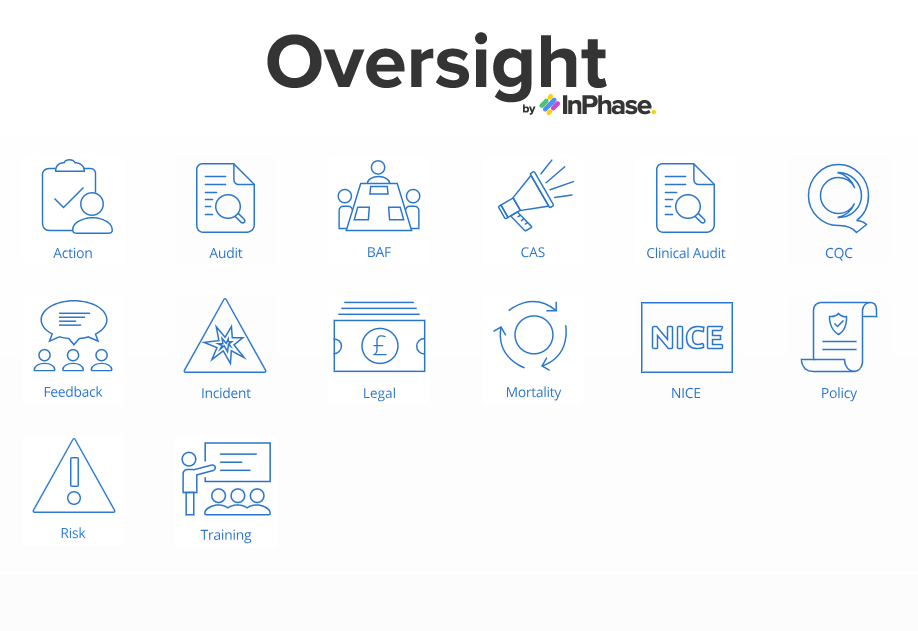 Oversight
by InPhase.
Action
Audit
BAF
CAS
Clinical Audit
CQC
Feedback
Incident
£
Legal
Mortality
NICE
NICE
Policy
Risk
Training